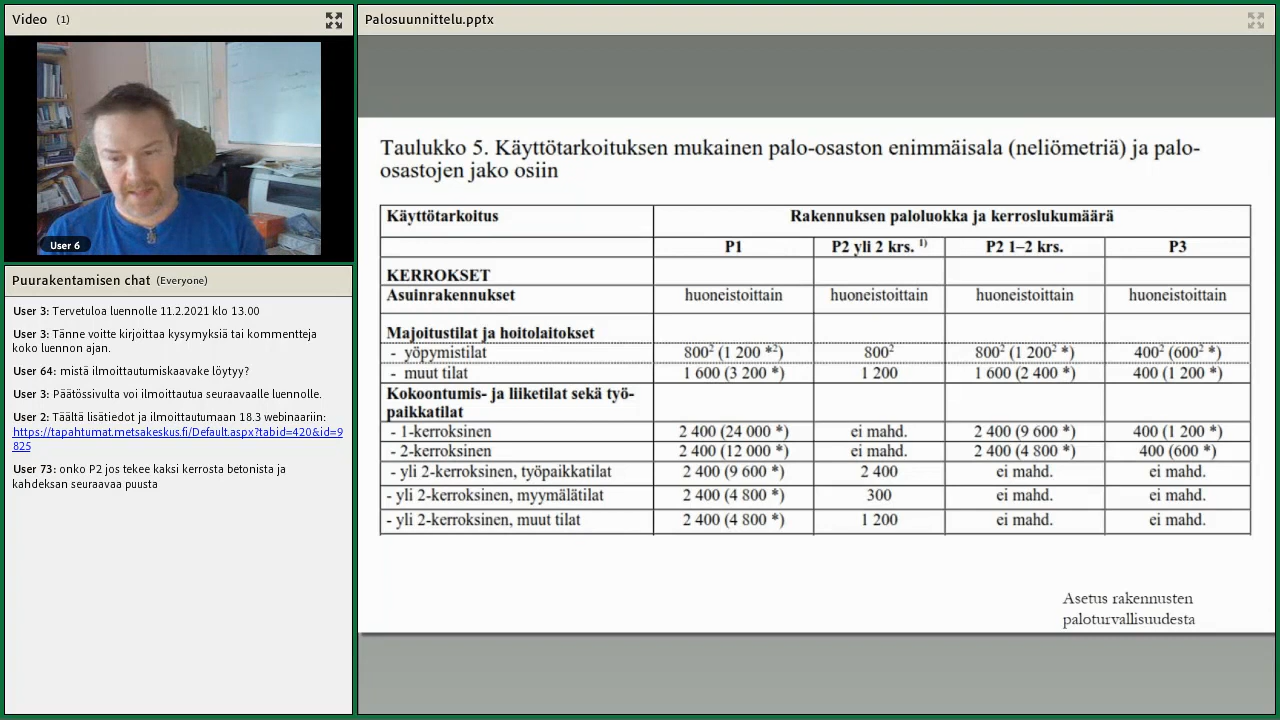 Video (1)
User 6
Puurakentamisen chat (Everyone)
User 3: Tervetuloa luennolle 11.2.2021 klo 13.00
User 3: Tänne voitte kirjoittaa kysymyksiä tai kommentteja
koko luennon ajan.
User 64: mistä ilmoittautumiskaavake löytyy?
User 3: Päätössivulta voi ilmoittautua seuraavaalle luennolle.
User 2: Täältä lisätiedot ja ilmoittautumaan 18.3 webinaariin:
https://tapahtumat.metsakeskus.fi/Default.aspx?tabid=420&id=9
825
User 73: onko P2 jos tekee kaksi kerrosta betonista ja
kahdeksan seuraavaa puusta
Palosuunnittelu.pptx
Taulukko 5. Käyttötarkoituksen mukainen palo-osaston enimmäisala (neliömetriä) ja palo-
osastojen jako osiin
Käyttötarkoitus Rakennuksen paloluokka ja kerroslukumäärä
P1 P2 yli 2 krs. 1) P2 1–2 krs. P3
KERROKSET
Asuinrakennukset huoneistoittain huoneistoittain huoneistoittain huoneistoittain
Majoitustilat ja hoitolaitokset
- yöpymistilat 800² (1 200 *²) 800² 800² (1 200² *) 400² (600² *)
- muut tilat 1 600 (3 200 *) 1 200 1 600 (2 400 *) 400 (1 200 *)
Kokoontumis- ja liiketilat sekä työ-
paikkatilat
- 1-kerroksinen 2 400 (24 000 *) ei mahd. 2 400 (9 600 *) 400 (1 200 *)
- 2-kerroksinen 2 400 (12 000 *) ei mahd. 2 400 (4 800 *) 400 (600 *)
- yli 2-kerroksinen, työpaikkatilat 2 400 (9 600 *) 2 400 ei mahd. ei mahd.
- yli 2-kerroksinen, myymälätilat 2 400 (4 800 *) 300 ei mahd. ei mahd.
- yli 2-kerroksinen, muut tilat 2 400 (4 800 *) 1 200 ei mahd. ei mahd.
Asetus rakennusten
paloturvallisuudesta